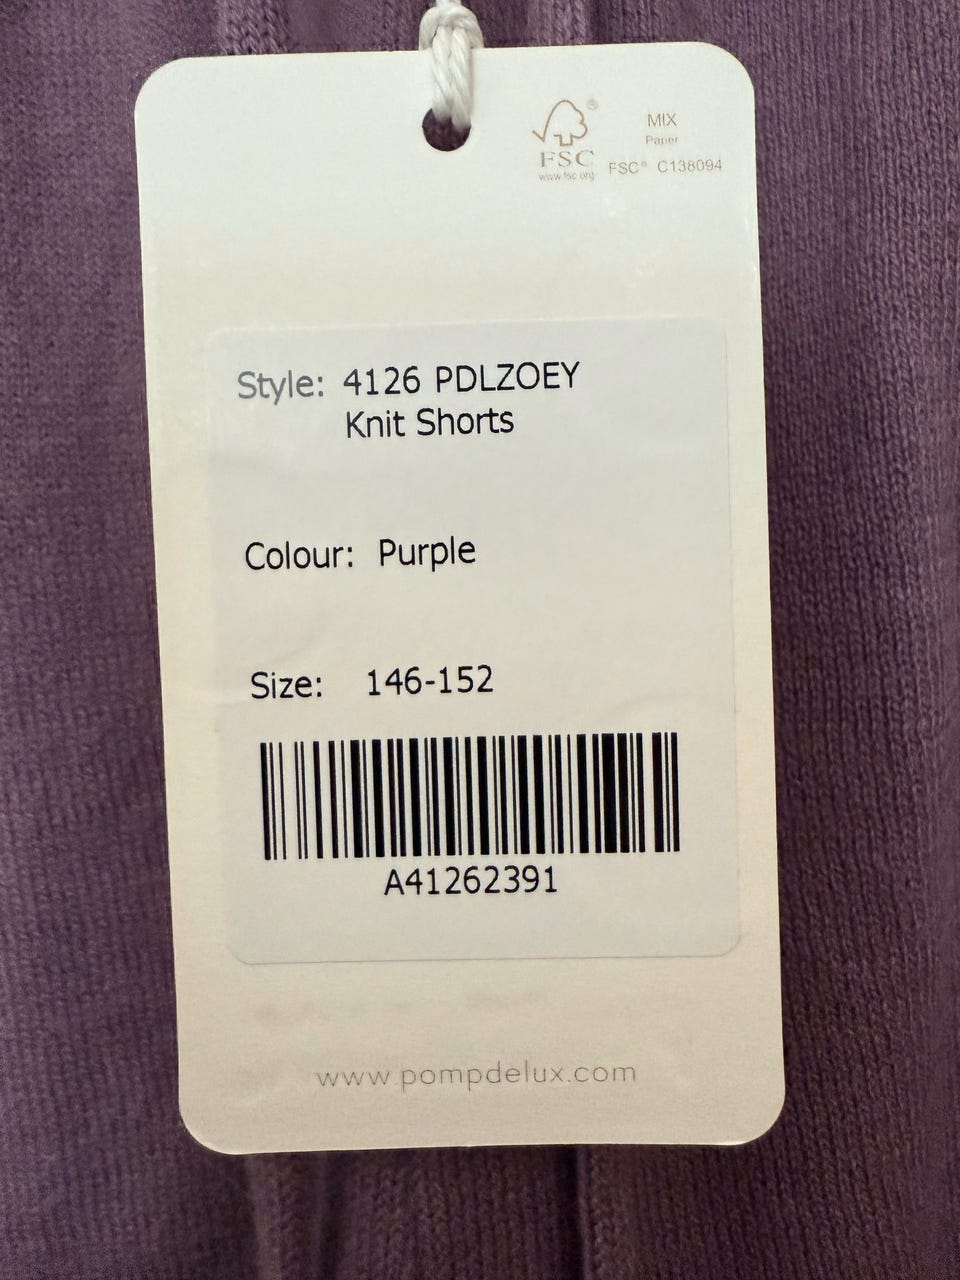 FSC®
www.fsc.org
MIX
Paper
FSC® C138094
Style: 4126 PDLZOEY
Knit Shorts
Colour: Purple
Size: 146-152
A41262391
www.pompdelux.com